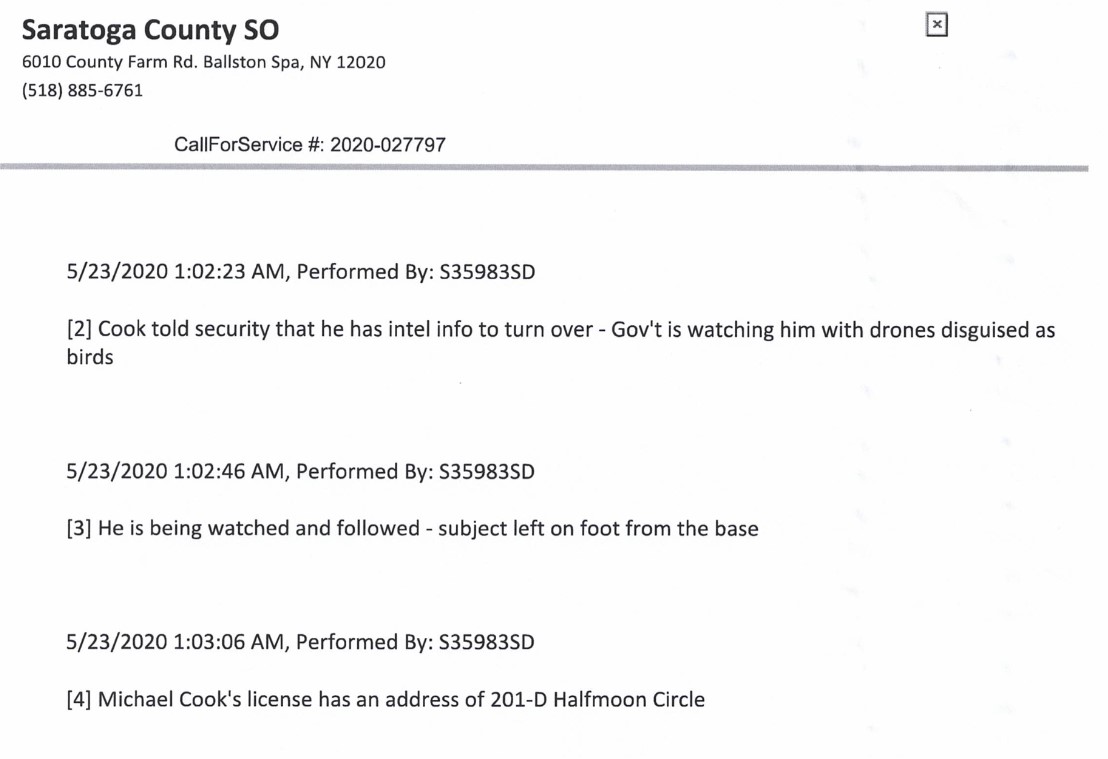 Saratoga County SO
6010 County Farm Rd. Ballston Spa, NY 12020
(518) 885-6761
CallForService #: 2020-027797
5/23/2020 1:02:23 AM, Performed By: S35983SD
[2] Cook told security that he has intel info to turn over - Gov't is watching him with drones disguised as
birds
5/23/2020 1:02:46 AM, Performed By: S35983SD
[3] He is being watched and followed - subject left on foot from the base
5/23/2020 1:03:06 AM, Performed By: S35983SD
[4] Michael Cook's license has an address of 201-D Halfmoon Circle